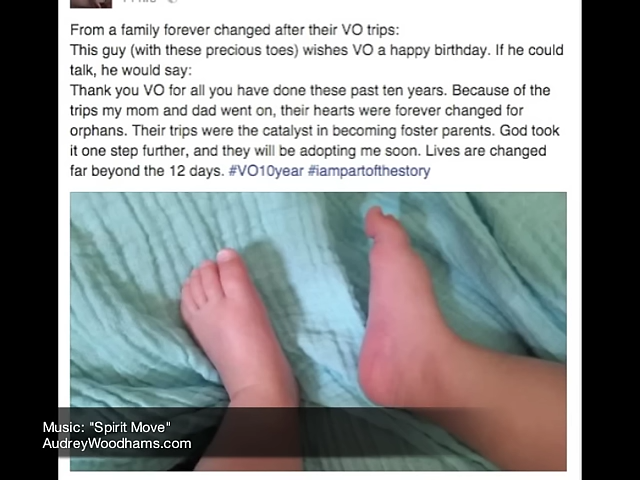 From a family forever changed after their VO trips:
This guy (with these precious toes) wishes VO a happy birthday. If he could
talk, he would say:
Thank you VO for all you have done these past ten years. Because of the
trips my mom and dad went on, their hearts were forever changed for
orphans. Their trips were the catalyst in becoming foster parents. God took
it one step further, and they will be adopting me soon. Lives are changed
far beyond the 12 days. #VO10year #iampartofthestory
Music: "Spirit Move"
AudreyWoodhams.com